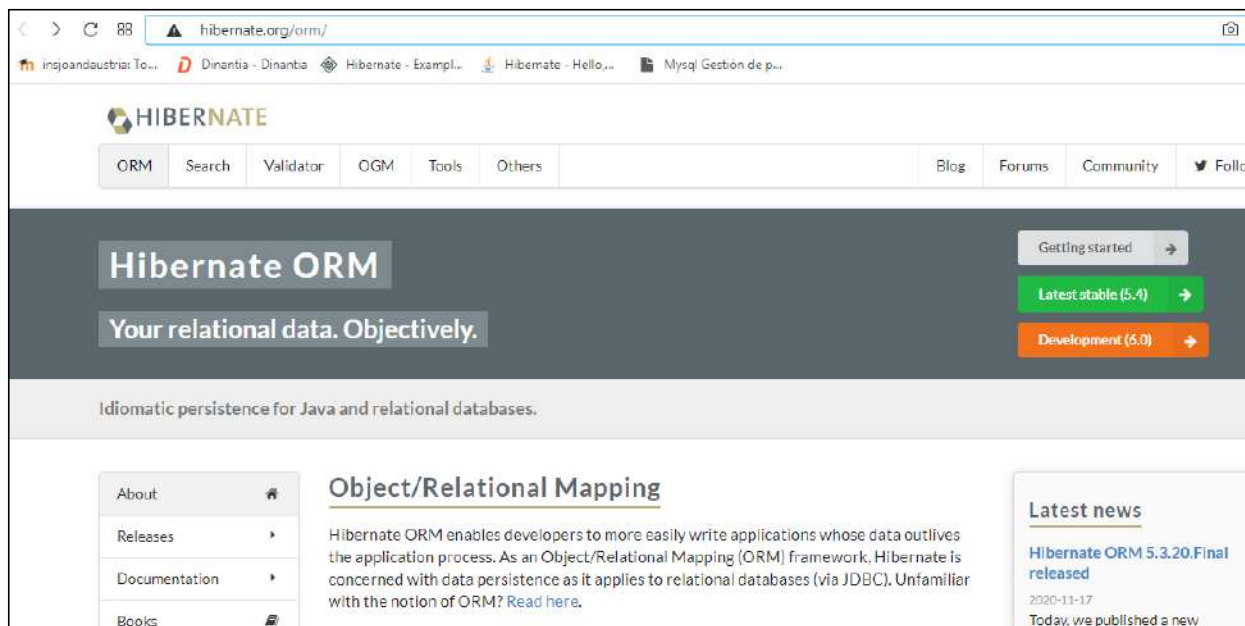 hibernate.org/orm/
insjoandaustria: To... Dinantia - Dinantia Hibernate - Exampl... Hibernate - Hello,... Mysql Gestión de p...
HIBERNATE
ORM Search Validator OGM Tools Others Blog Forums Community Follo
Hibernate ORM
Getting started
Latest stable (5.4)
Your relational data. Objectively.
Development (6.0)
Idiomatic persistence for Java and relational databases.
About
Releases
Documentation
Books
Object/Relational Mapping
Hibernate ORM enables developers to more easily write applications whose data outlives
the application process. As an Object/Relational Mapping (ORM) framework, Hibernate is
concerned with data persistence as it applies to relational databases (via JDBC). Unfamiliar
with the notion of ORM? Read here.
Latest news
Hibernate ORM 5.3.20.Final
released
2020-11-17
Today, we published a new